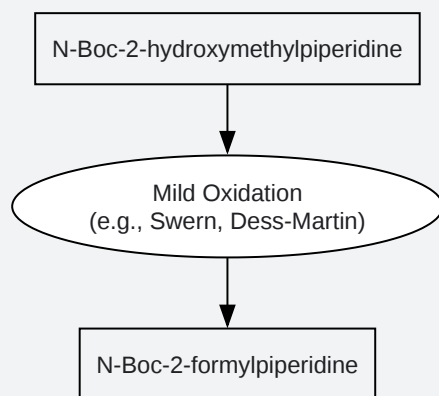 N-Boc-2-hydroxymethylpiperidine
Mild Oxidation
(e.g., Swern, Dess-Martin)
N-Boc-2-formylpiperidine